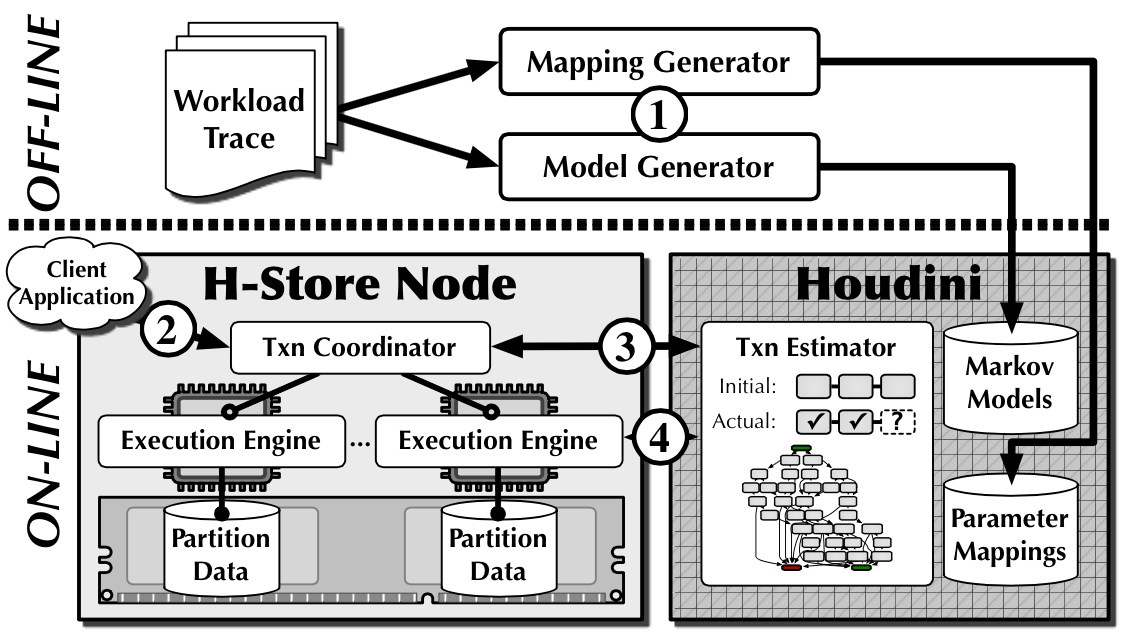 OFF-LINE
Workload
Trace
Mapping Generator
1
Model Generator
ON-LINE
Client
Application
H-Store Node
2
Txn Coordinator
3
Execution Engine
...
Execution Engine
4
Partition
Data
Partition
Data
Houdini
Txn Estimator
Initial:
Actual:
✓ ✓ ?
Markov
Models
Parameter
Mappings